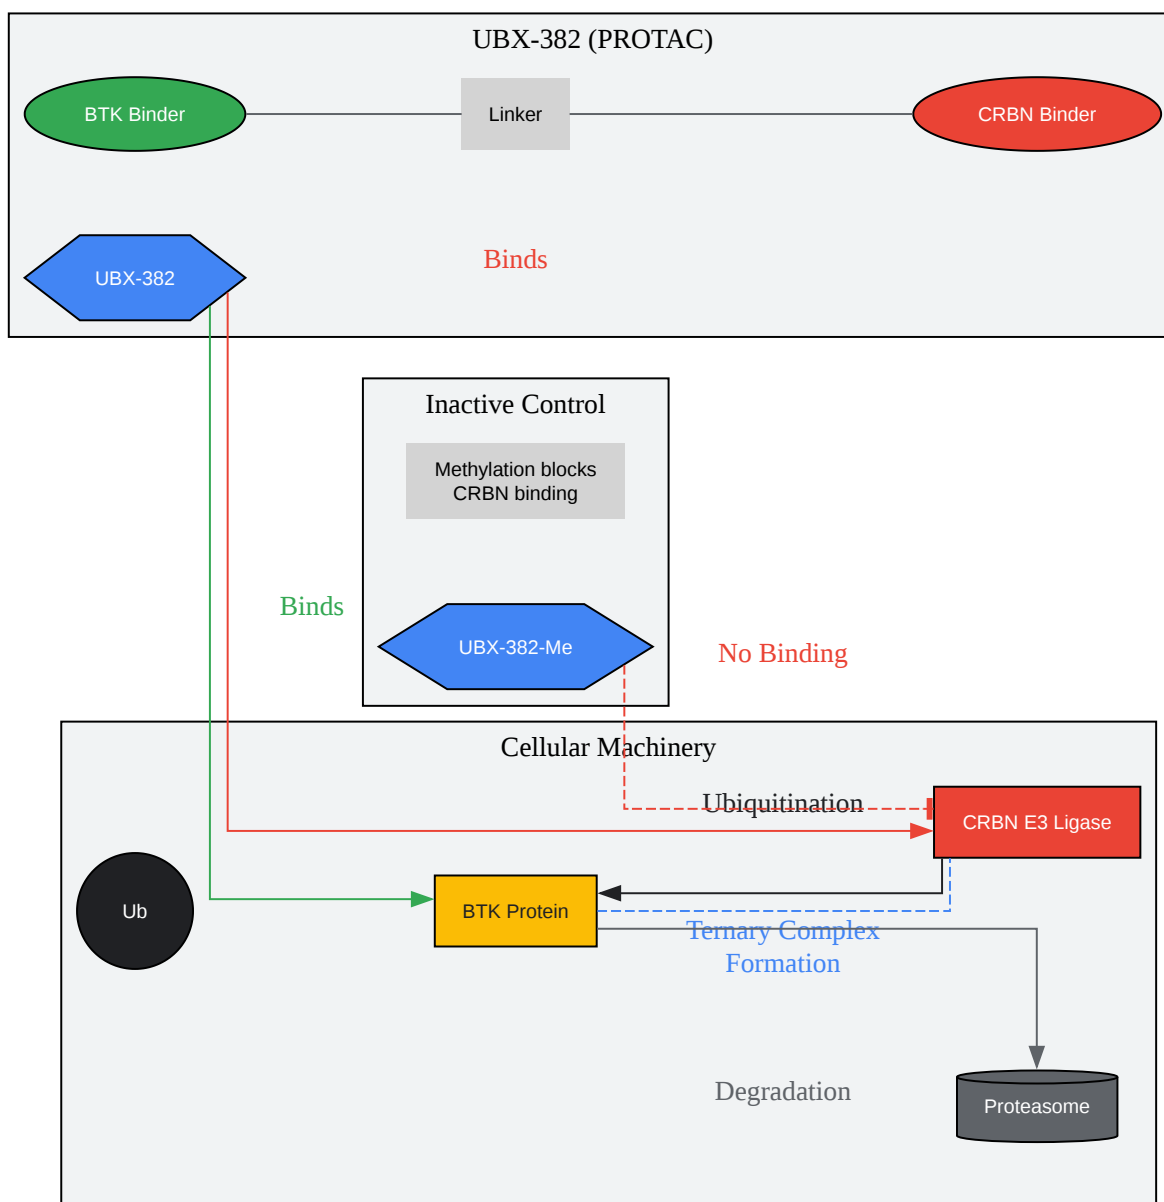 UBX-382 (PROTAC)
BTK Binder
Linker
CRBN Binder
Binds
UBX-382
Inactive Control
Methylation blocks
CRBN binding
Binds
UBX-382-Me
No Binding
Cellular Machinery
Ubiquitination
CRBN E3 Ligase
Ub
BTK Protein
Ternary Complex
Formation
Degradation
Proteasome